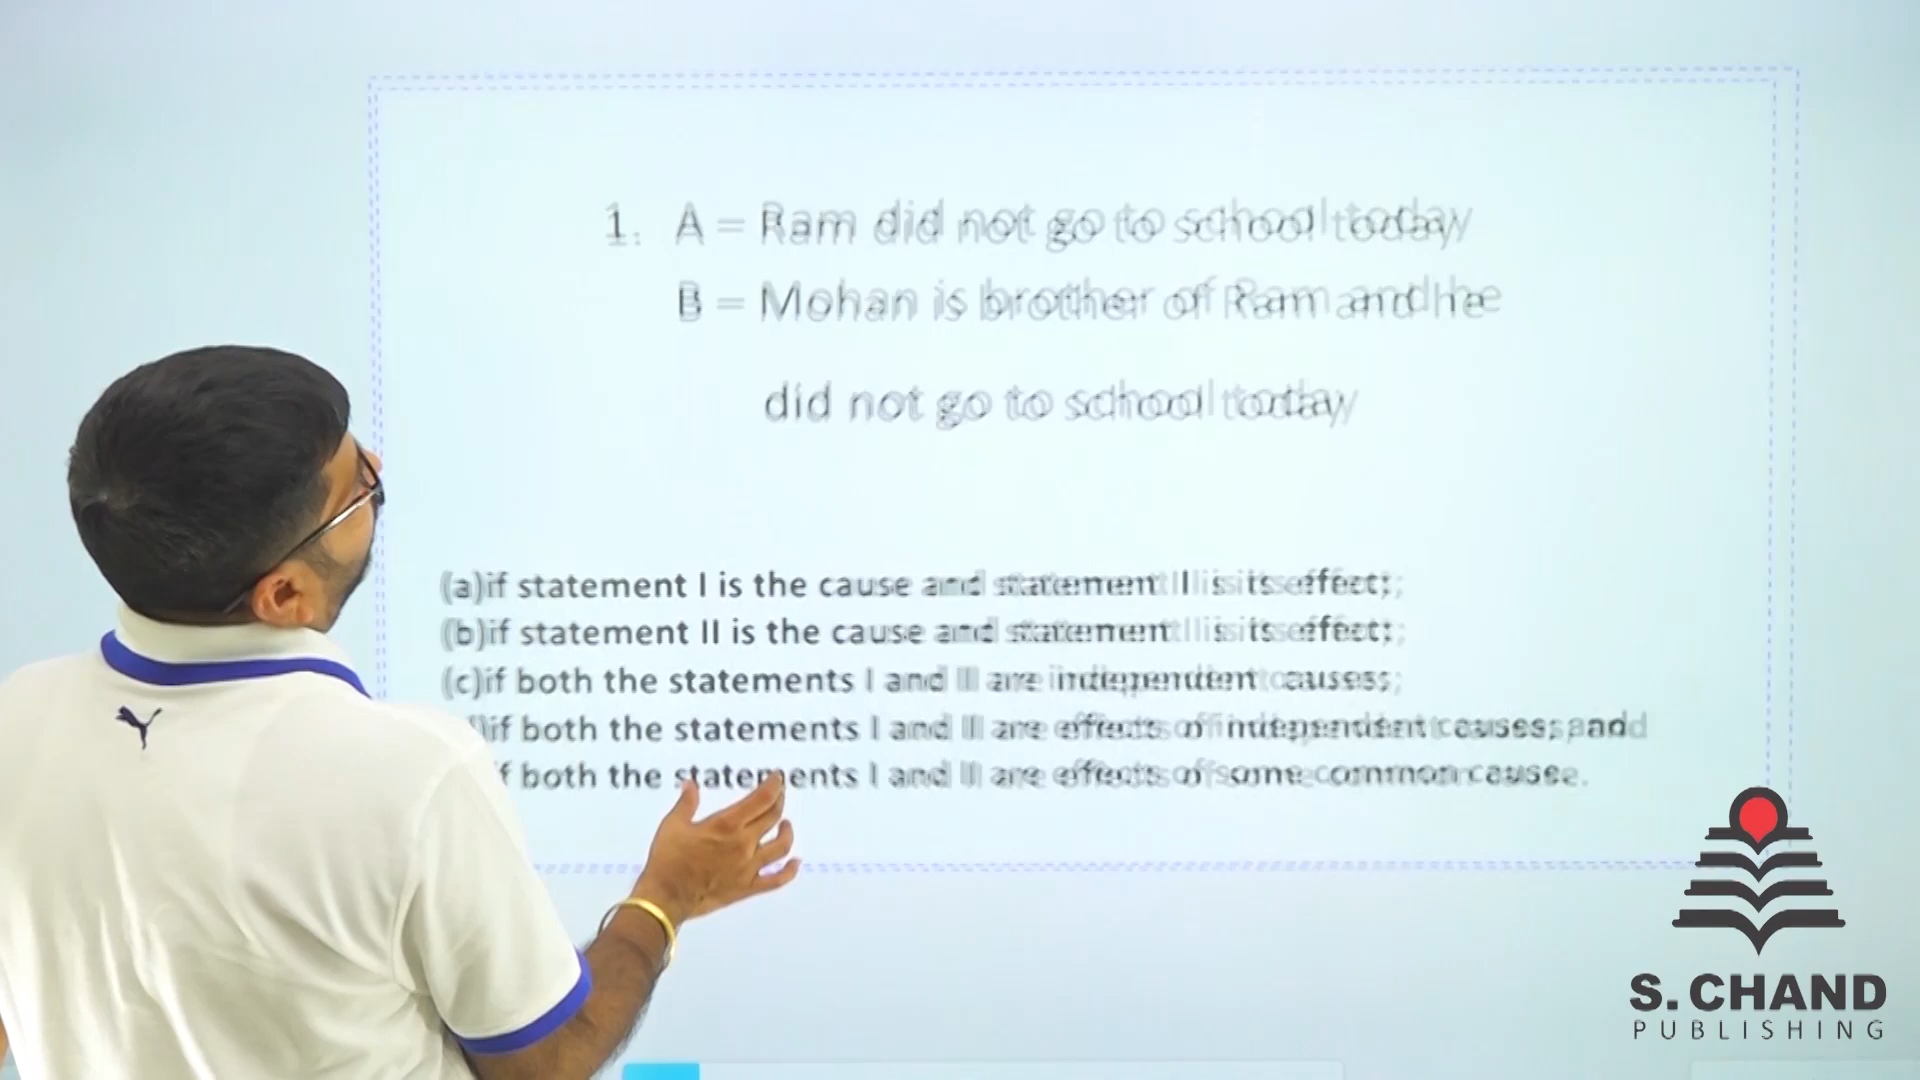 1. A = Ram did not go to school today
B = Mohan is brother of Ram and he
did not go to school today
(a)if statement I is the cause and statement II is its effect;
(b)if statement II is the cause and statement I is its effect;
(c)if both the statements I and II are independent causes;
if both the statements I and II are effects of independent causes; and
if both the statements I and II are effects of some common cause.
S. CHAND
PUBLISHING